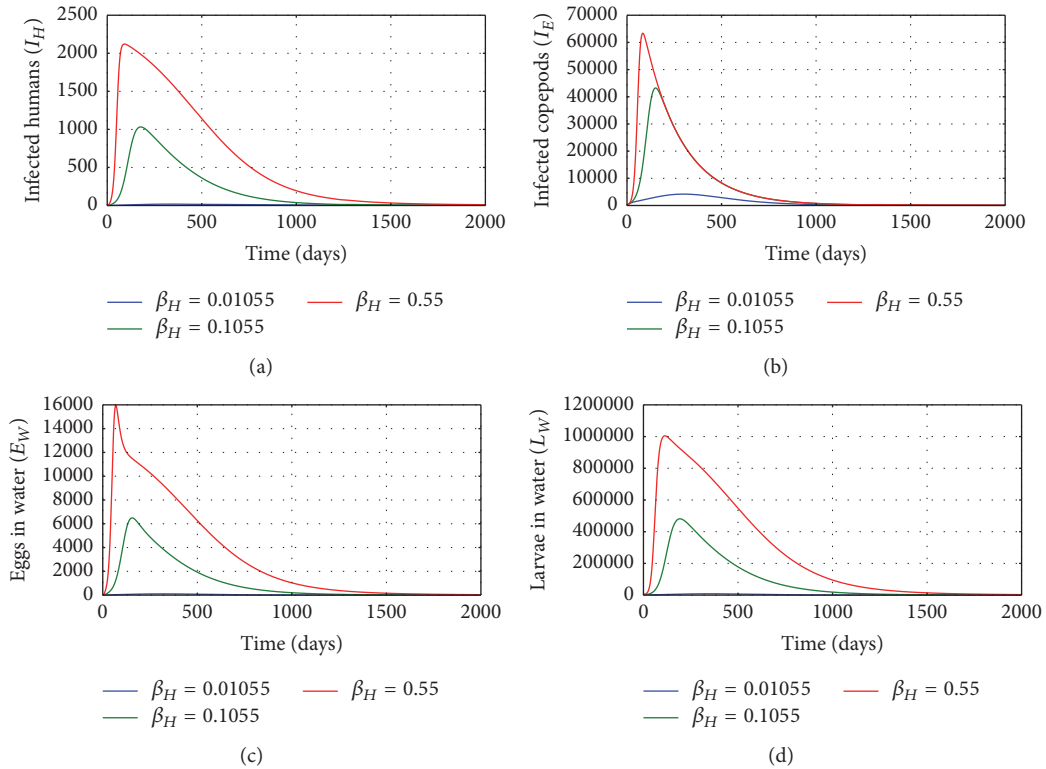 Infected humans (I_H)
2500
2000
1500
1000
500
0
0 500 1000 1500 2000
Time (days)
β_H = 0.01055
β_H = 0.55
β_H = 0.1055
(a)
Infected copepods (I_E)
70000
60000
50000
40000
30000
20000
10000
0
0 500 1000 1500 2000
Time (days)
β_H = 0.01055
β_H = 0.55
β_H = 0.1055
(b)
Eggs in water (E_W)
16000
14000
12000
10000
8000
6000
4000
2000
0
0 500 1000 1500 2000
Time (days)
β_H = 0.01055
β_H = 0.55
β_H = 0.1055
(c)
Larvae in water (L_W)
1200000
1000000
800000
600000
400000
200000
0
0 500 1000 1500 2000
Time (days)
β_H = 0.01055
β_H = 0.55
β_H = 0.1055
(d)